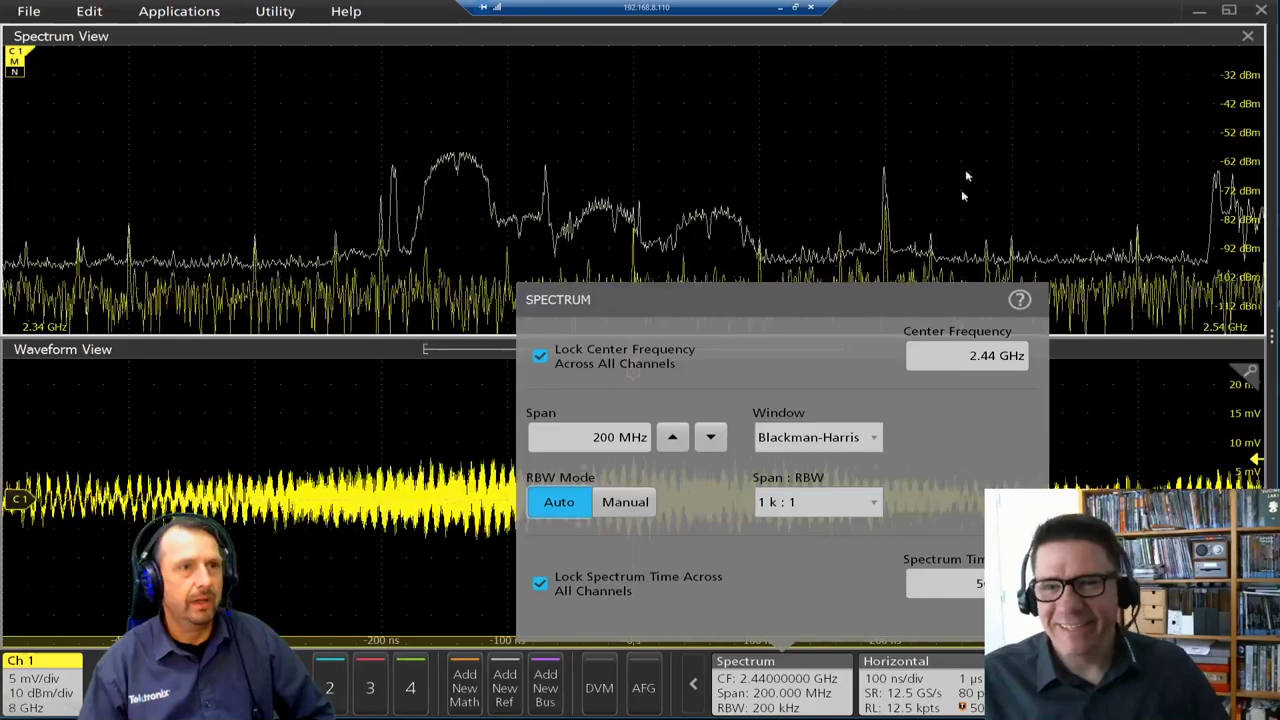 File Edit Applications Utility Help
192.168.8.110
Spectrum View
C 1
M
N
-32 dBm
-42 dBm
-52 dBm
-62 dBm
-72 dBm
-82 dBm
-92 dBm
-102 dBm
-112 dBm
2.34 GHz
2.54 GHz
Waveform View
SPECTRUM
?
Lock Center Frequency
Across All Channels
Center Frequency
2.44 GHz
Span
200 MHz
Window
Blackman-Harris
RBW Mode
Auto Manual
Span : RBW
1 k : 1
Lock Spectrum Time Across
All Channels
Spectrum Tim
20 m
15 mV
10 mV
5 mV
C 1
-200 ns
-100 ns
Tektronix
Ch 1
5 mV/div
10 dBm/div
8 GHz
2
3
4
Add
New
Math
Add
New
Ref
Add
New
Bus
DVM
AFG
Spectrum
CF: 2.44000000 GHz
Span: 200.000 MHz
RBW: 200 kHz
Horizontal
100 ns/div 1 µs
SR: 12.5 GS/s 80 p
RL: 12.5 kpts 50